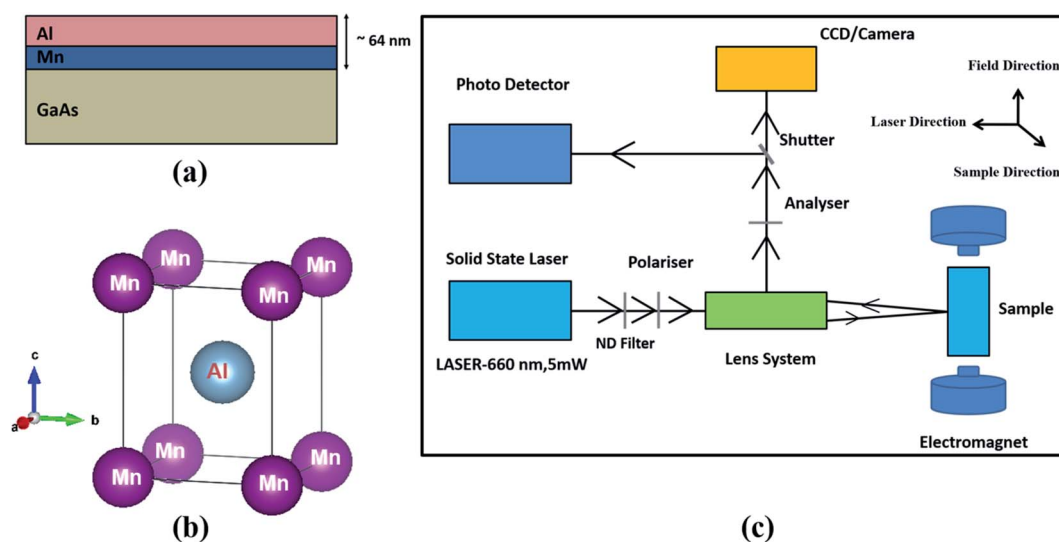 Al
Mn
GaAs
~ 64 nm
(a)
Mn
Mn
Mn
Mn
Al
Mn
Mn
Mn
Mn
c
a
b
(b)
CCD/Camera
Photo Detector
Shutter
Analyser
Field Direction
Laser Direction
Sample Direction
Solid State Laser
Polariser
ND Filter
LASER-660 nm,5mW
Lens System
Sample
Electromagnet
(c)